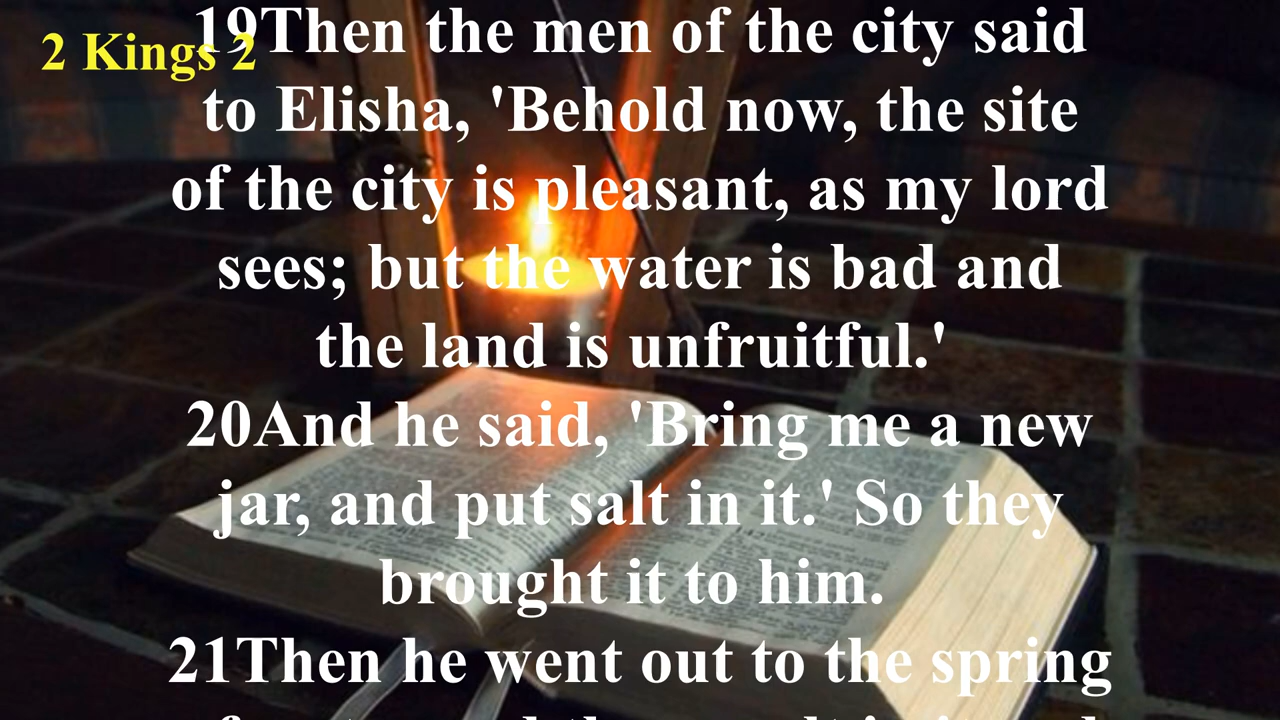 2 Kings 2
19Then the men of the city said
to Elisha, 'Behold now, the site
of the city is pleasant, as my lord
sees; but the water is bad and
the land is unfruitful.'
20And he said, 'Bring me a new
jar, and put salt in it.' So they
brought it to him.
21Then he went out to the spring